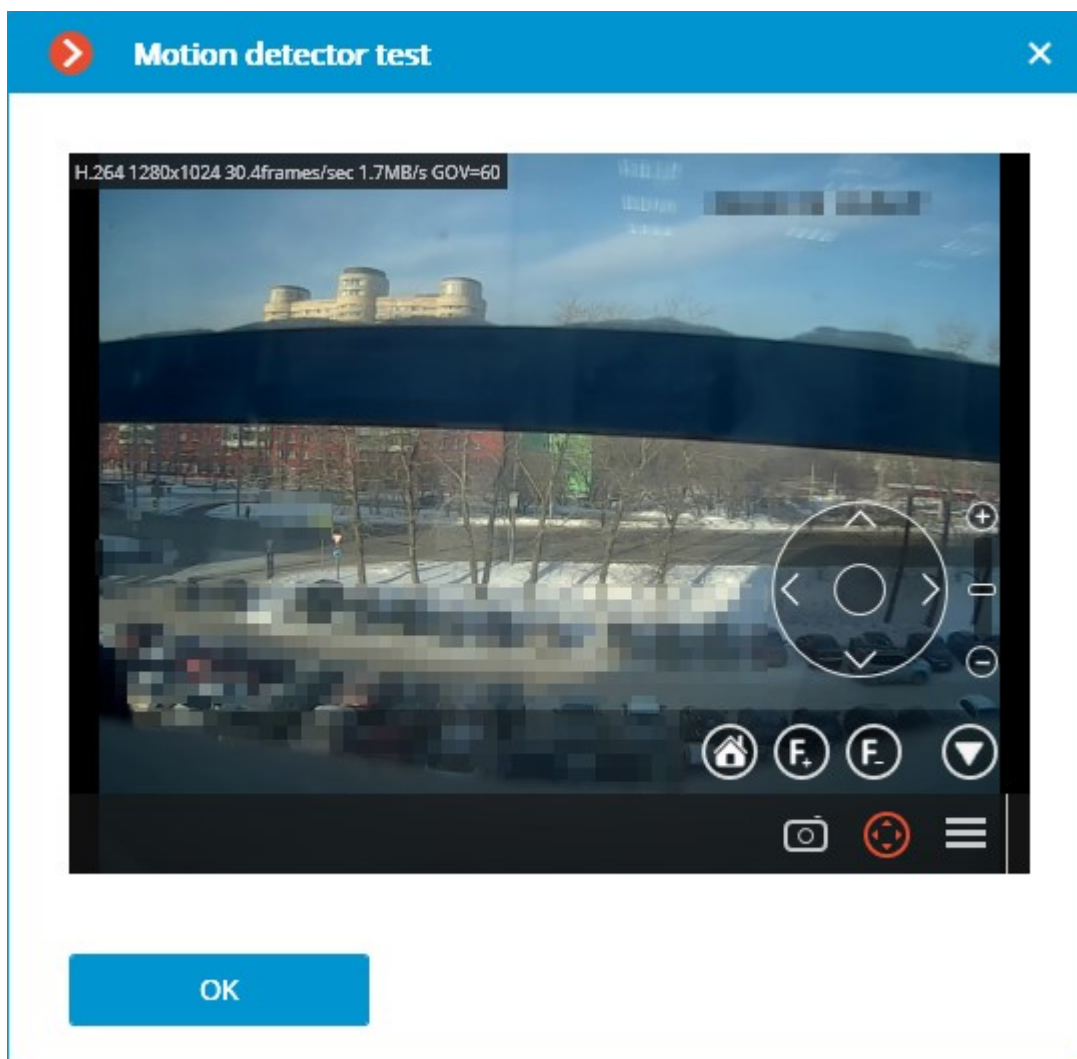 Motion detector test
H.264 1280x1024 30.4frames/sec 1.7MB/s GOV=60
F+
F-
OK